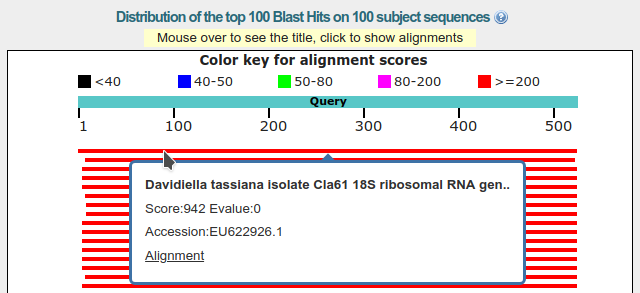 Distribution of the top 100 Blast Hits on 100 subject sequences ?
Mouse over to see the title, click to show alignments
Color key for alignment scores
<40 40-50 50-80 80-200 >=200
Query
1 100 200 300 400 500
Davidiella tassiana isolate Cla61 18S ribosomal RNA gen..
Score:942 Evalue:0
Accession:EU622926.1
Alignment